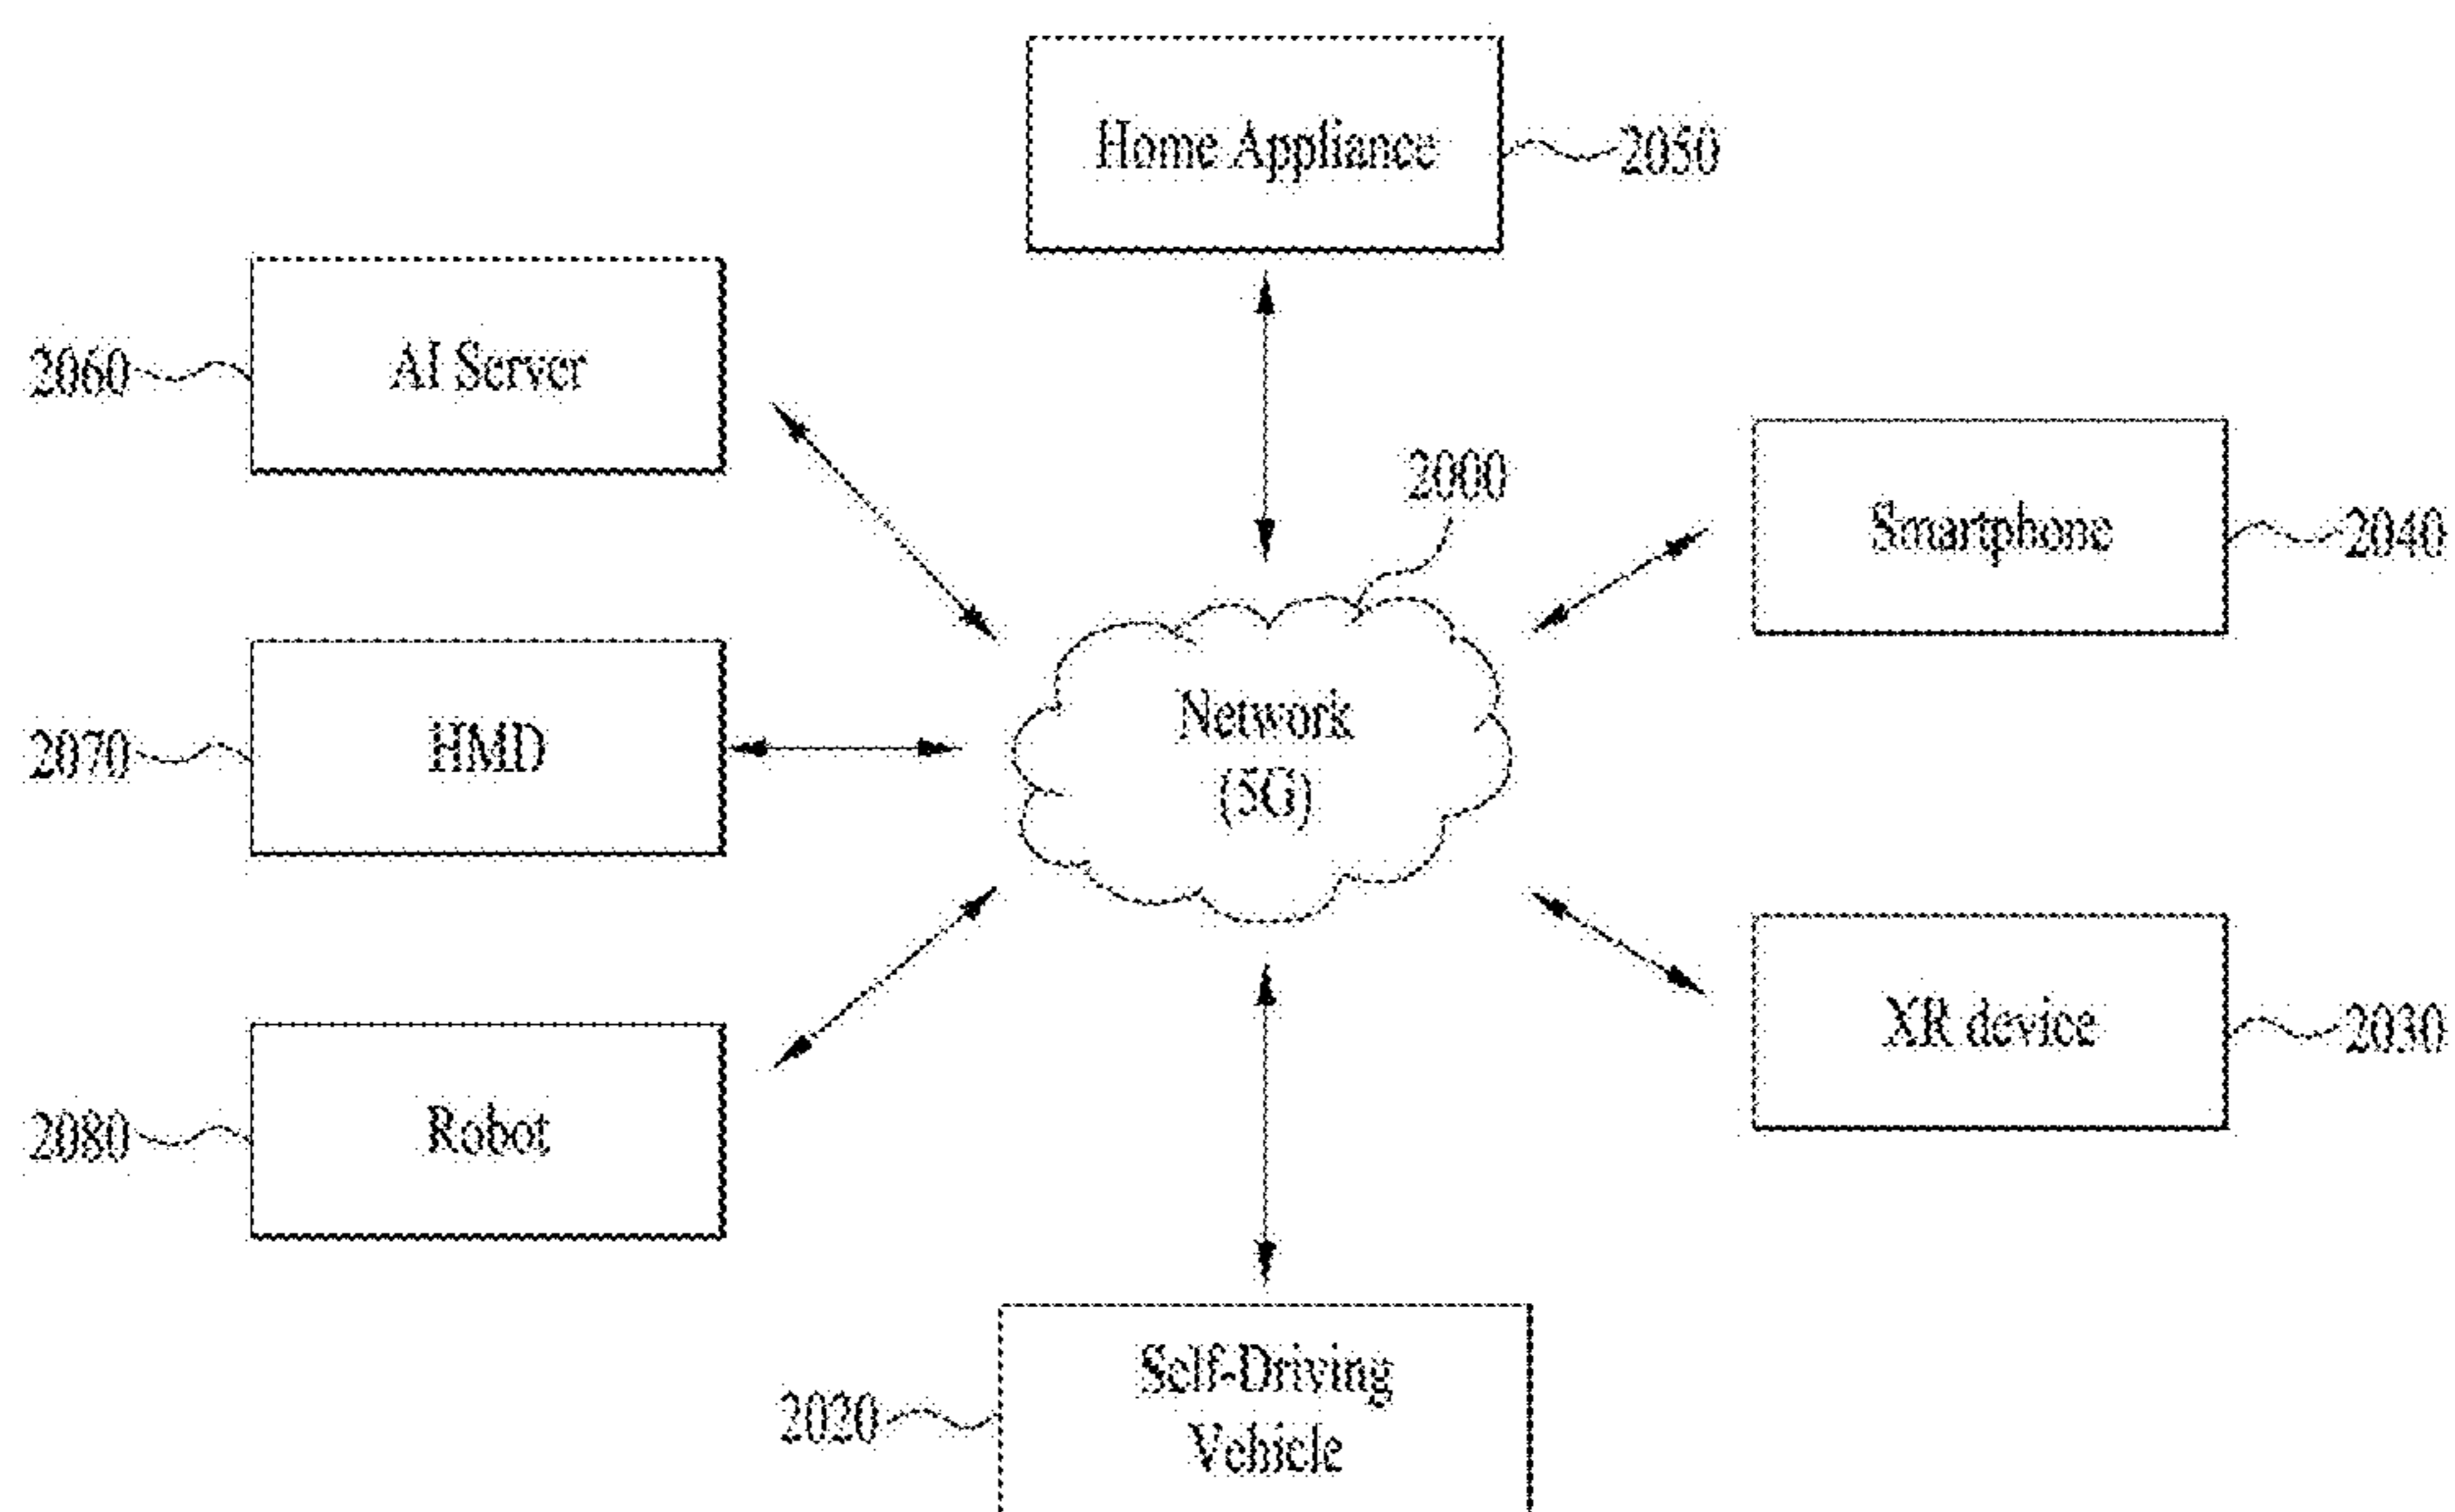 Home Appliance
2050
AI Server
2060
2000
Smartphone
2040
Network
(5G)
HMD
2070
XR device
2030
Robot
2080
Self-Driving
Vehicle
2020